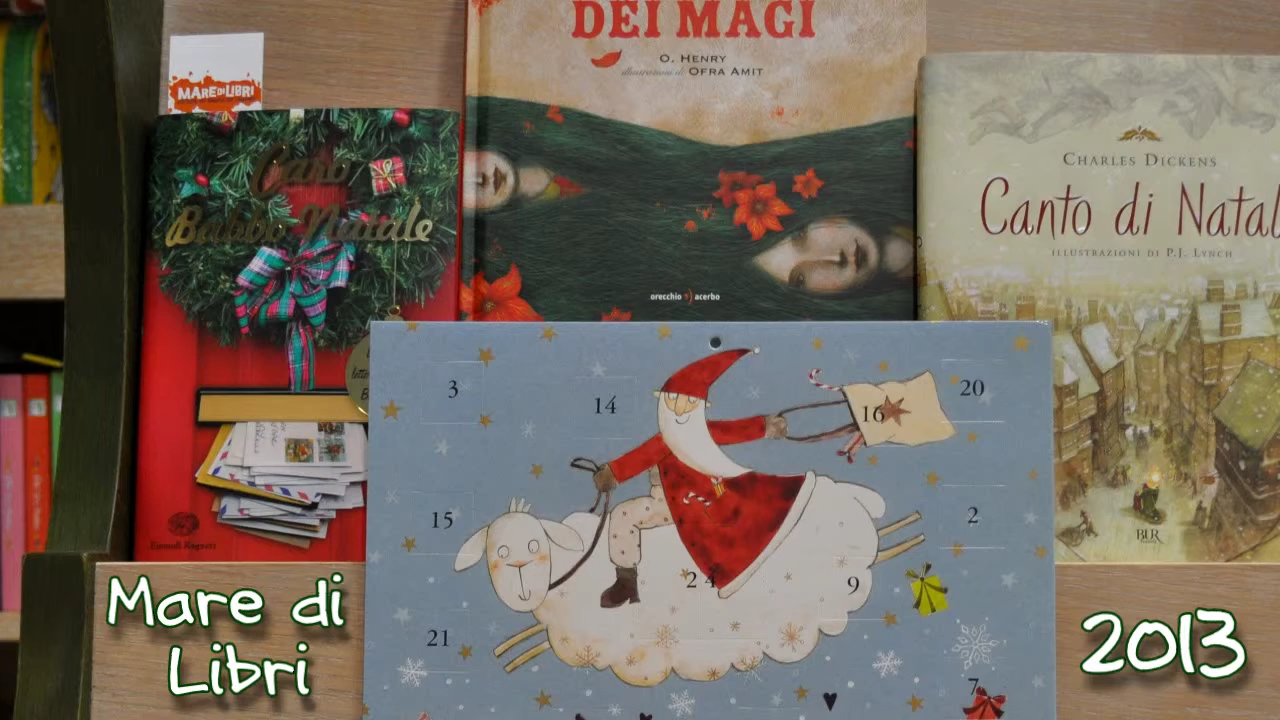 MARE DI LIBRI
Caro
Babbo Natale
Einaudi Ragazzi
DEI MAGI
O. HENRY
illustrazioni di OFRA AMIT
orecchio acerbo
CHARLES DICKENS
Canto di Natal
ILLUSTRAZIONI DI P.J. LYNCH
BUR
3
14
16
20
15
2
24
9
21
7
Mare di
Libri
2013